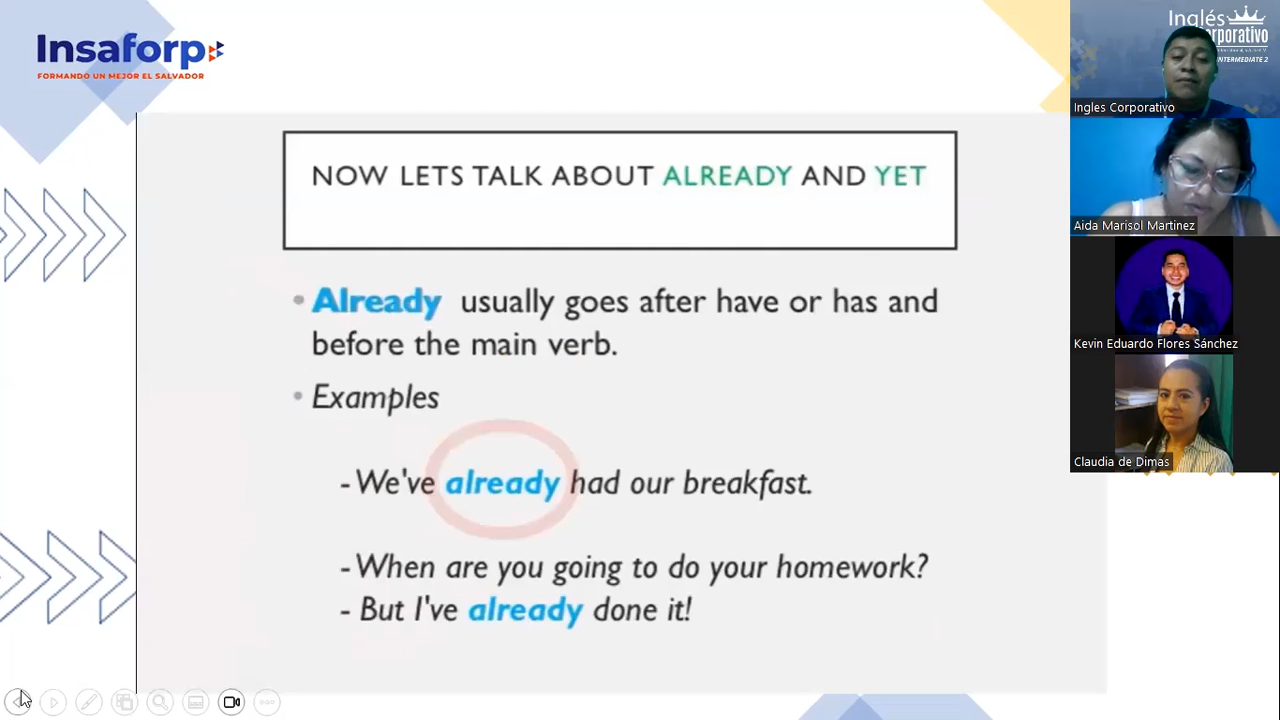 Insaforp
FORMANDO UN MEJOR EL SALVADOR
NOW LETS TALK ABOUT ALREADY AND YET
• Already usually goes after have or has and
before the main verb.
• Examples
- We've already had our breakfast.
- When are you going to do your homework?
- But I've already done it!
Inglés
orporativo
INTERMEDIATE 2
Ingles Corporativo
Aida Marisol Martinez
Kevin Eduardo Flores Sánchez
Claudia de Dimas